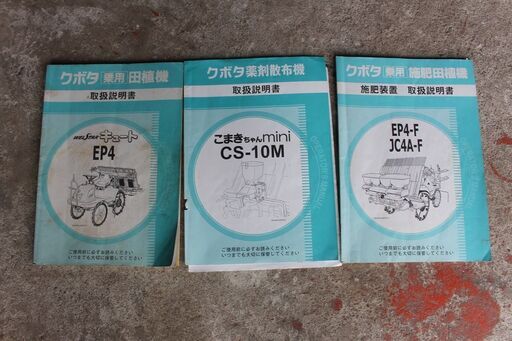 クボタ 乗用 田植機
取扱説明書
WELSTAR キュート
EP4
ご使用前に必ずお読みください
いつまでも大切に保管してください
クボタ薬剤散布機
取扱説明書
こまきちゃんmini
CS-10M
OPERATOR'S MANUAL
ご使用前に必ずお読みください
いつまでも大切に保管してください
クボタ 乗用 施肥田植機
施肥装置 取扱説明書
EP4-F
JC4A-F
ご使用前に必ずお読みください
いつまでも大切に保管してください